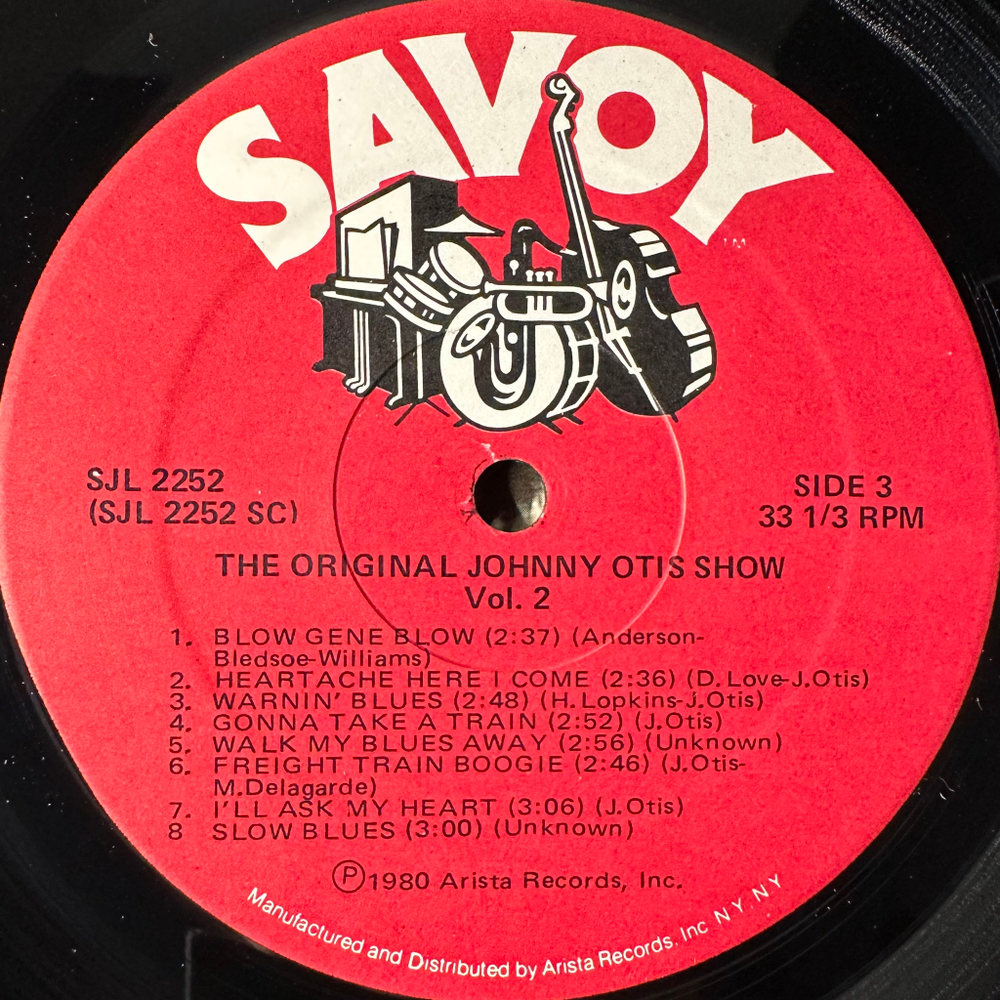 SAVOY
TM
SJL 2252
(SJL 2252 SC)
SIDE 3
33 1/3 RPM
THE ORIGINAL JOHNNY OTIS SHOW
Vol. 2
1. BLOW GENE BLOW (2:37) (Anderson-
Bledsoe-Williams)
2. HEARTACHE HERE I COME (2:36) (D. Love-J.Otis)
3. WARNIN' BLUES (2:48) (H. Lopkins-J.Otis)
4. GONNA TAKE A TRAIN (2:52) (J.Otis)
5. WALK MY BLUES AWAY (2:56) (Unknown)
6. FREIGHT TRAIN BOOGIE (2:46) (J.Otis-
M.Delagarde)
7. I'LL ASK MY HEART (3:06) (J.Otis)
8 SLOW BLUES (3:00) (Unknown)
Ⓟ1980 Arista Records, Inc.
Manufactured and Distributed by Arista Records, Inc N.Y. N.Y